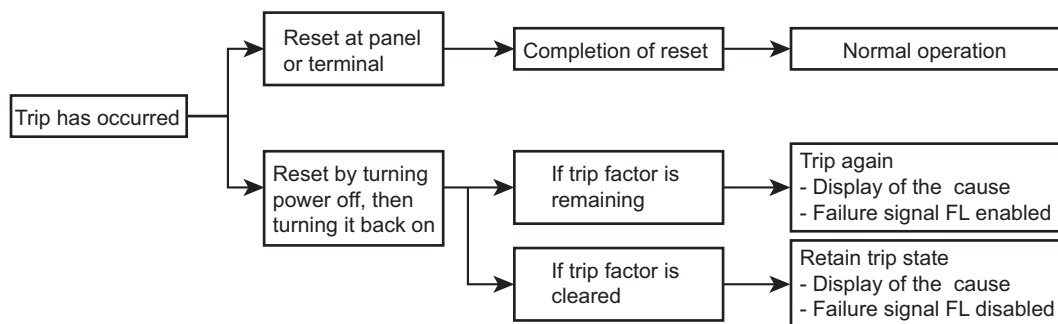 Trip has occurred
Reset at panel
or terminal
Completion of reset
Normal operation
Reset by turning
power off, then
turning it back on
If trip factor is
remaining
Trip again
- Display of the cause
- Failure signal FL enabled
If trip factor is
cleared
Retain trip state
- Display of the cause
- Failure signal FL disabled